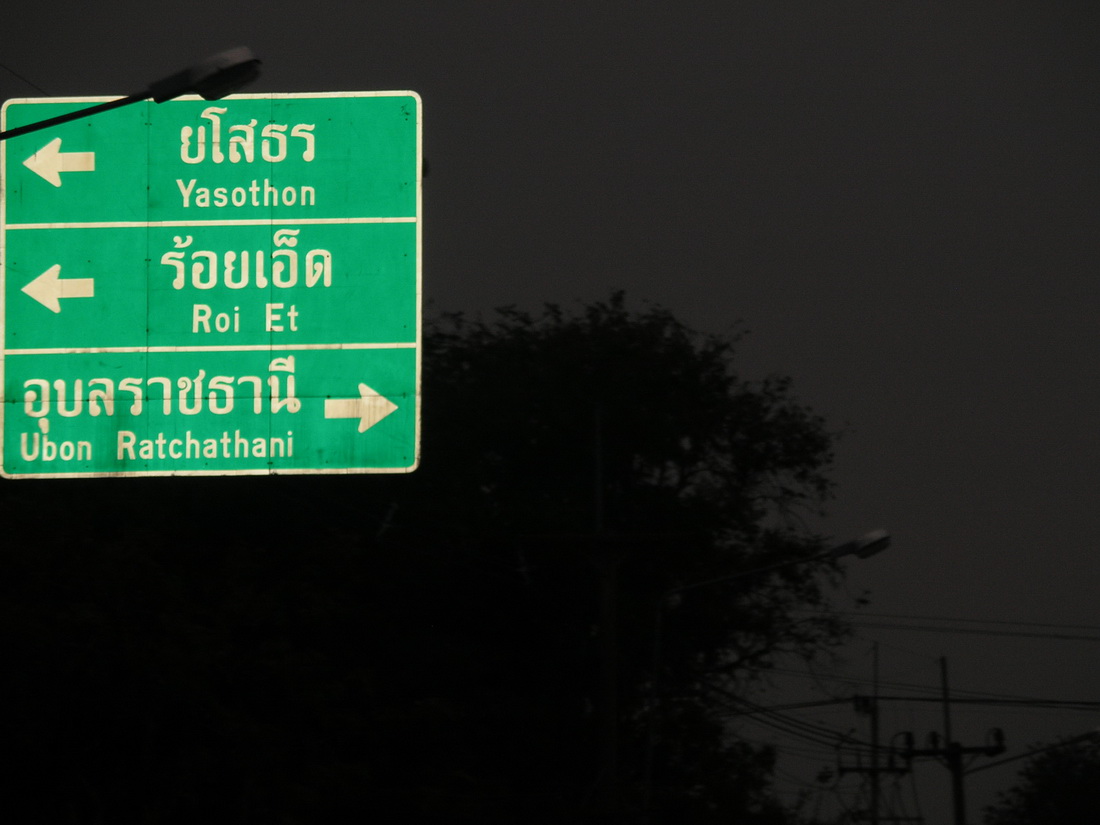 ยโสธร
Yasothon
ร้อยเอ็ด
Roi Et
อุบลราชธานี
Ubon Ratchathani